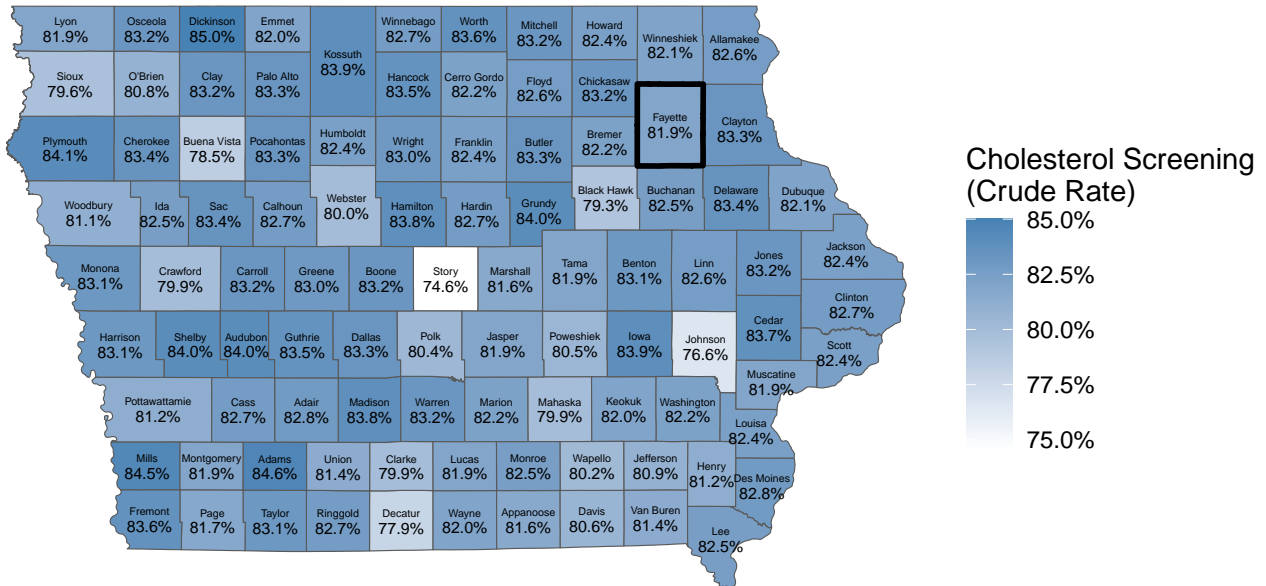 Lyon
81.9%
Osceola
83.2%
Dickinson
85.0%
Emmet
82.0%
Kossuth
83.9%
Winnebago
82.7%
Worth
83.6%
Mitchell
83.2%
Howard
82.4%
Winneshiek
82.1%
Allamakee
82.6%
Sioux
79.6%
O'Brien
80.8%
Clay
83.2%
Palo Alto
83.3%
Hancock
83.5%
Cerro Gordo
82.2%
Floyd
82.6%
Chickasaw
83.2%
Fayette
81.9%
Clayton
83.3%
Plymouth
84.1%
Cherokee
83.4%
Buena Vista
78.5%
Pocahontas
83.3%
Humboldt
82.4%
Wright
83.0%
Franklin
82.4%
Butler
83.3%
Bremer
82.2%
Woodbury
81.1%
Ida
82.5%
Sac
83.4%
Calhoun
82.7%
Webster
80.0%
Hamilton
83.8%
Hardin
82.7%
Grundy
84.0%
Black Hawk
79.3%
Buchanan
82.5%
Delaware
83.4%
Dubuque
82.1%
Monona
83.1%
Crawford
79.9%
Carroll
83.2%
Greene
83.0%
Boone
83.2%
Story
74.6%
Marshall
81.6%
Tama
81.9%
Benton
83.1%
Linn
82.6%
Jones
83.2%
Jackson
82.4%
Clinton
82.7%
Harrison
83.1%
Shelby
84.0%
Audubon
84.0%
Guthrie
83.5%
Dallas
83.3%
Polk
80.4%
Jasper
81.9%
Poweshiek
80.5%
Iowa
83.9%
Johnson
76.6%
Cedar
83.7%
Scott
82.4%
Muscatine
81.9%
Pottawattamie
81.2%
Cass
82.7%
Adair
82.8%
Madison
83.8%
Warren
83.2%
Marion
82.2%
Mahaska
79.9%
Keokuk
82.0%
Washington
82.2%
Louisa
82.4%
Mills
84.5%
Montgomery
81.9%
Adams
84.6%
Union
81.4%
Clarke
79.9%
Lucas
81.9%
Monroe
82.5%
Wapello
80.2%
Jefferson
80.9%
Henry
81.2%
Des Moines
82.8%
Fremont
83.6%
Page
81.7%
Taylor
83.1%
Ringgold
82.7%
Decatur
77.9%
Wayne
82.0%
Appanoose
81.6%
Davis
80.6%
Van Buren
81.4%
Lee
82.5%
Cholesterol Screening
(Crude Rate)
85.0%
82.5%
80.0%
77.5%
75.0%